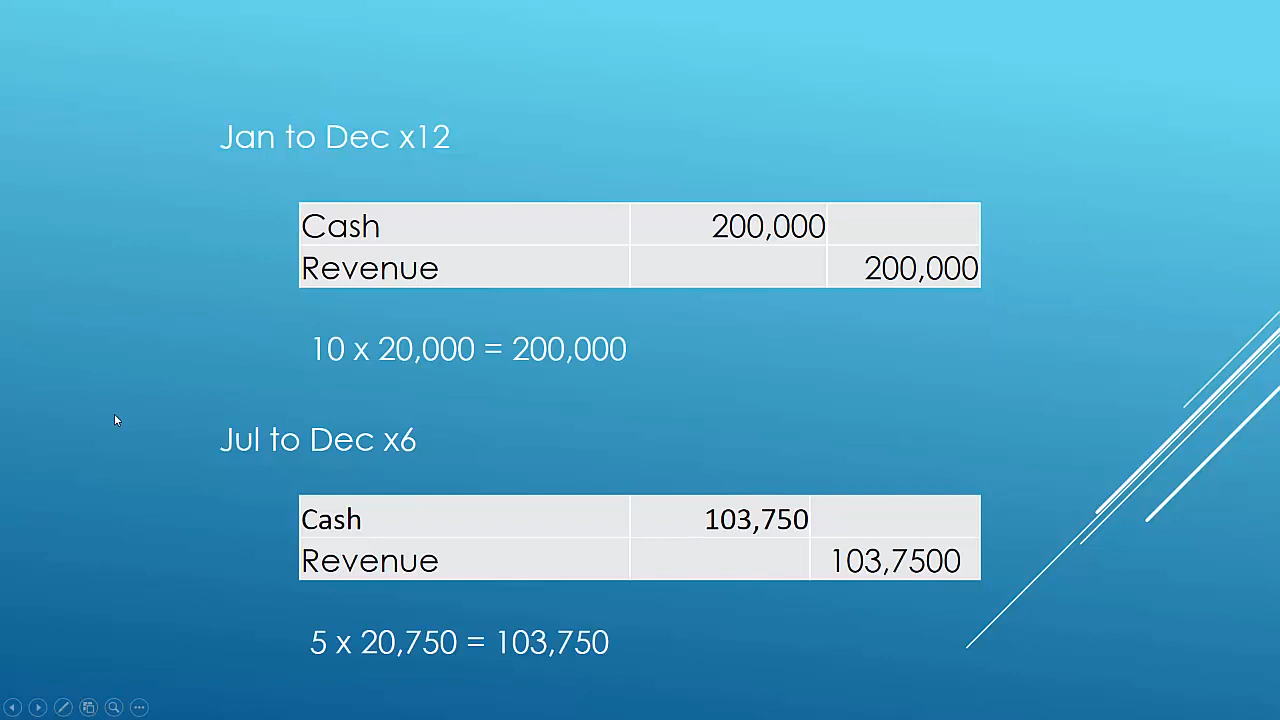 Jan to Dec x12
Cash 200,000
Revenue 200,000
10 x 20,000 = 200,000
Jul to Dec x6
Cash 103,750
Revenue 103,7500
5 x 20,750 = 103,750